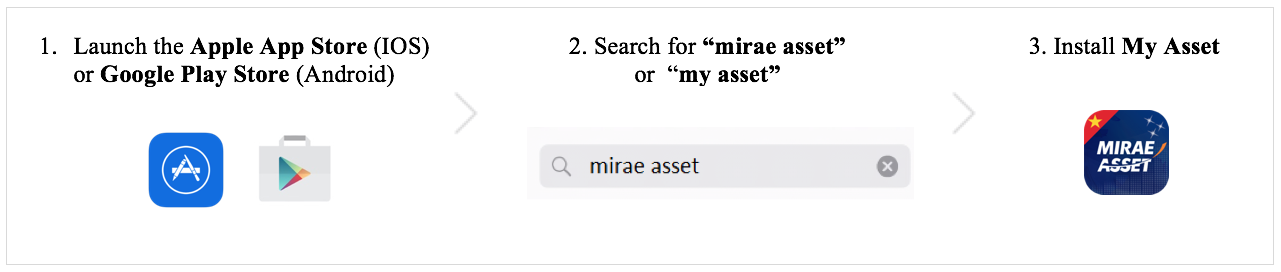 1. Launch the Apple App Store (IOS)
or Google Play Store (Android)
2. Search for “mirae asset”
or “my asset”
mirae asset
3. Install My Asset
MIRAE
ASSET